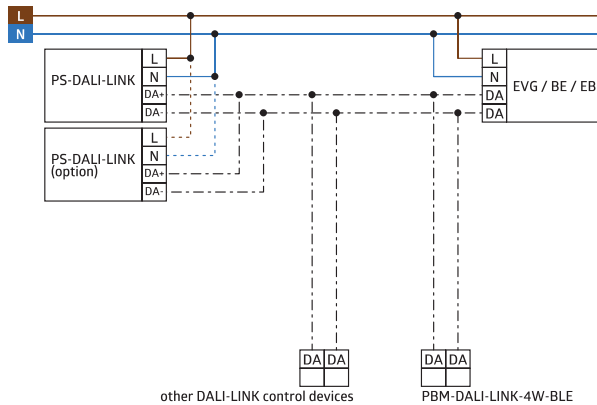 L
N
PS-DALI-LINK
L
N
DA+
DA-
EVG / BE / EB
L
N
DA
DA
PS-DALI-LINK
(option)
L
N
DA+
DA-
DA DA
other DALI-LINK control devices
DA DA
PBM-DALI-LINK-4W-BLE